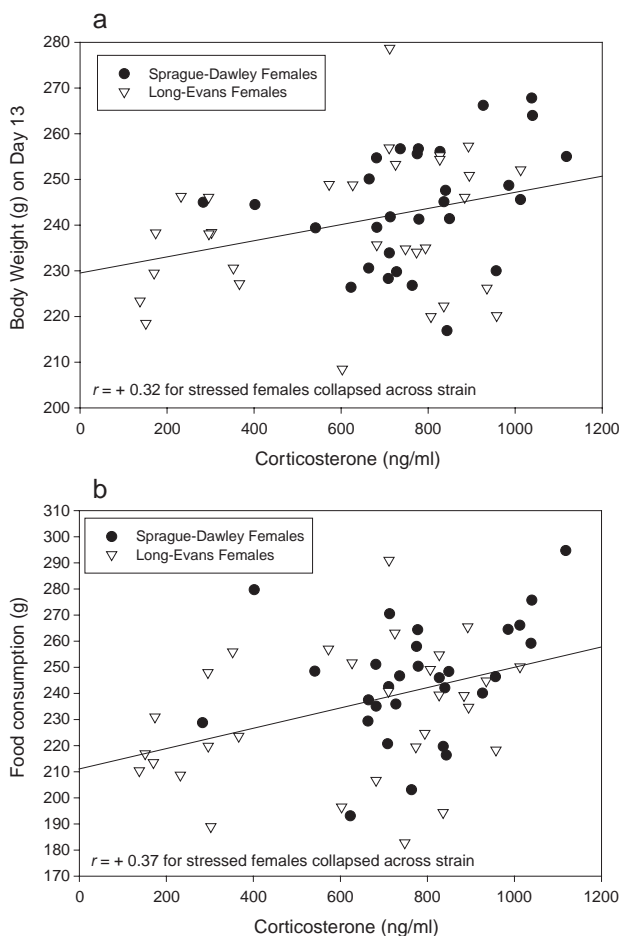 a
280
270
260
250
240
230
220
210
200
Body Weight (g) on Day 13
Sprague-Dawley Females
Long-Evans Females
r = + 0.32 for stressed females collapsed across strain
0 200 400 600 800 1000 1200
Corticosterone (ng/ml)
b
310
300
290
280
270
260
250
240
230
220
210
200
190
180
170
Food consumption (g)
Sprague-Dawley Females
Long-Evans Females
r = + 0.37 for stressed females collapsed across strain
0 200 400 600 800 1000 1200
Corticosterone (ng/ml)